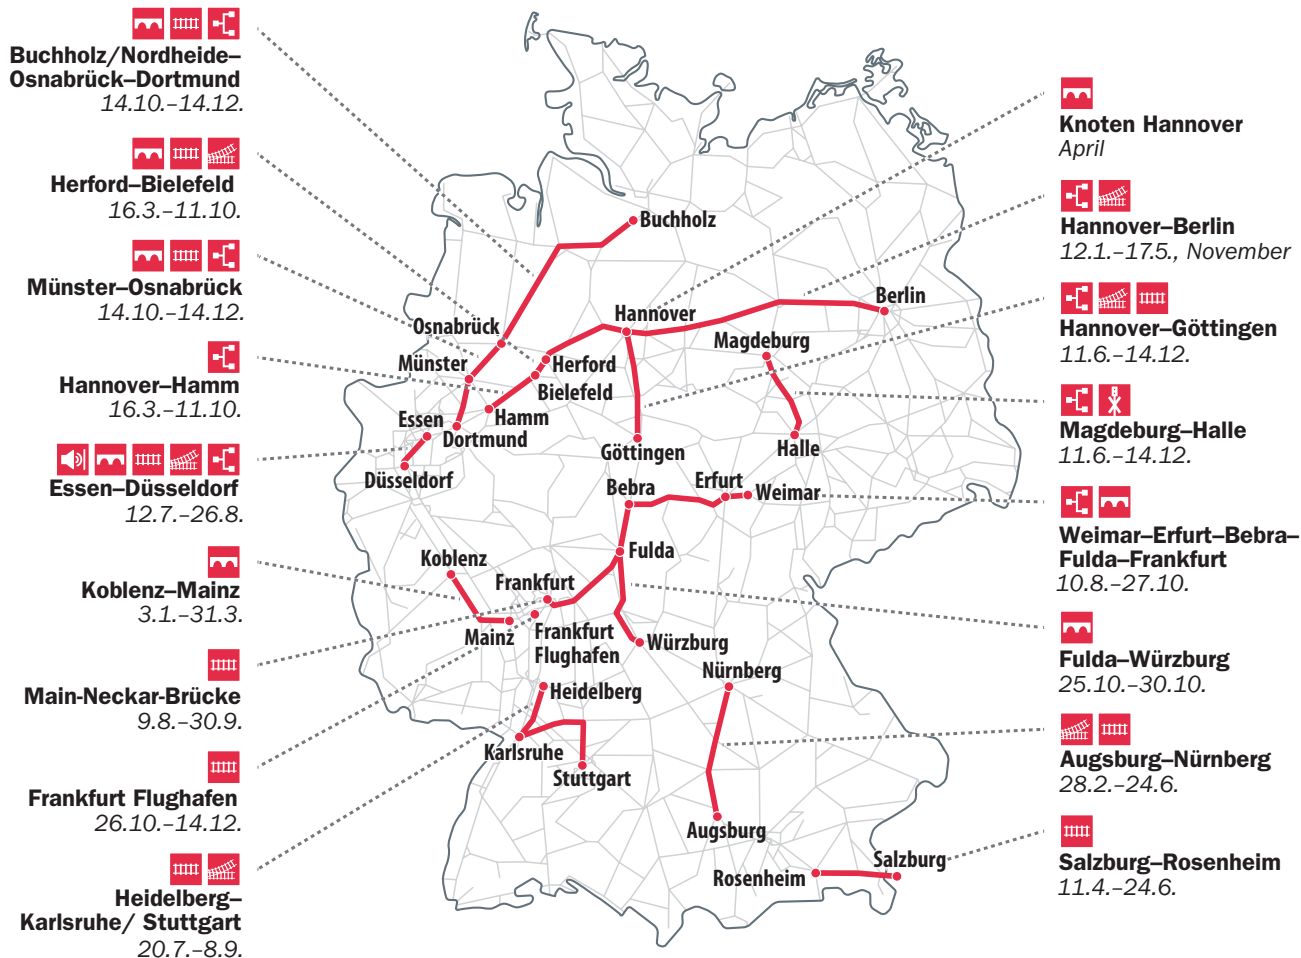 Buchholz/Nordheide–
Osnabrück–Dortmund
14.10.–14.12.
Herford–Bielefeld
16.3.–11.10.
Münster–Osnabrück
14.10.–14.12.
Hannover–Hamm
16.3.–11.10.
Essen–Düsseldorf
12.7.–26.8.
Koblenz–Mainz
3.1.–31.3.
Main-Neckar-Brücke
9.8.–30.9.
Frankfurt Flughafen
26.10.–14.12.
Heidelberg–
Karlsruhe/ Stuttgart
20.7.–8.9.
Buchholz
Hannover
Berlin
Osnabrück
Magdeburg
Münster
Herford
Bielefeld
Essen
Hamm
Dortmund
Göttingen
Halle
Düsseldorf
Bebra
Erfurt
Weimar
Koblenz
Fulda
Frankfurt
Mainz
Frankfurt
Flughafen
Würzburg
Nürnberg
Heidelberg
Karlsruhe
Stuttgart
Augsburg
Rosenheim
Salzburg
Knoten Hannover
April
Hannover–Berlin
12.1.–17.5., November
Hannover–Göttingen
11.6.–14.12.
Magdeburg–Halle
11.6.–14.12.
Weimar–Erfurt–Bebra–
Fulda–Frankfurt
10.8.–27.10.
Fulda–Würzburg
25.10.–30.10.
Augsburg–Nürnberg
28.2.–24.6.
Salzburg–Rosenheim
11.4.–24.6.